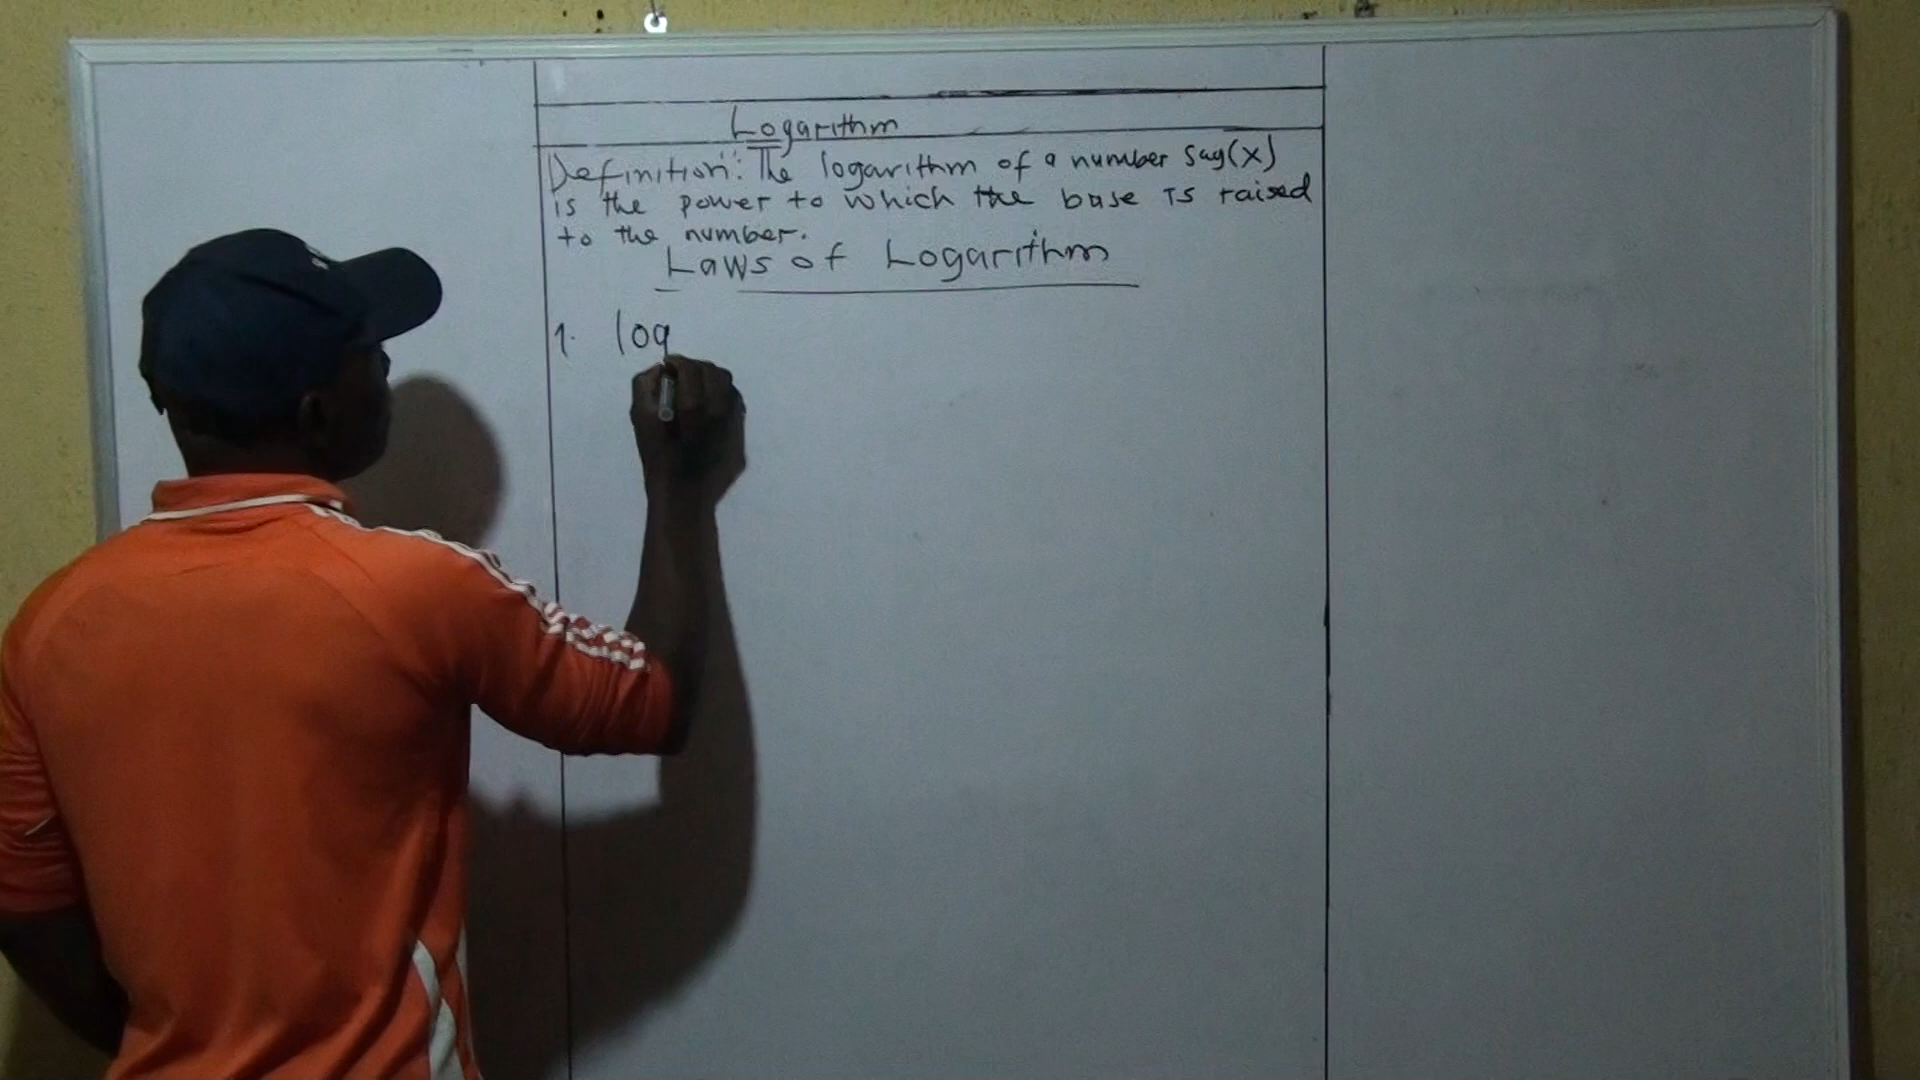 Logarithm
Definition: The logarithm of a number say(x)
is the power to which the base is raised
to the number.
Laws of Logarithm
1. log